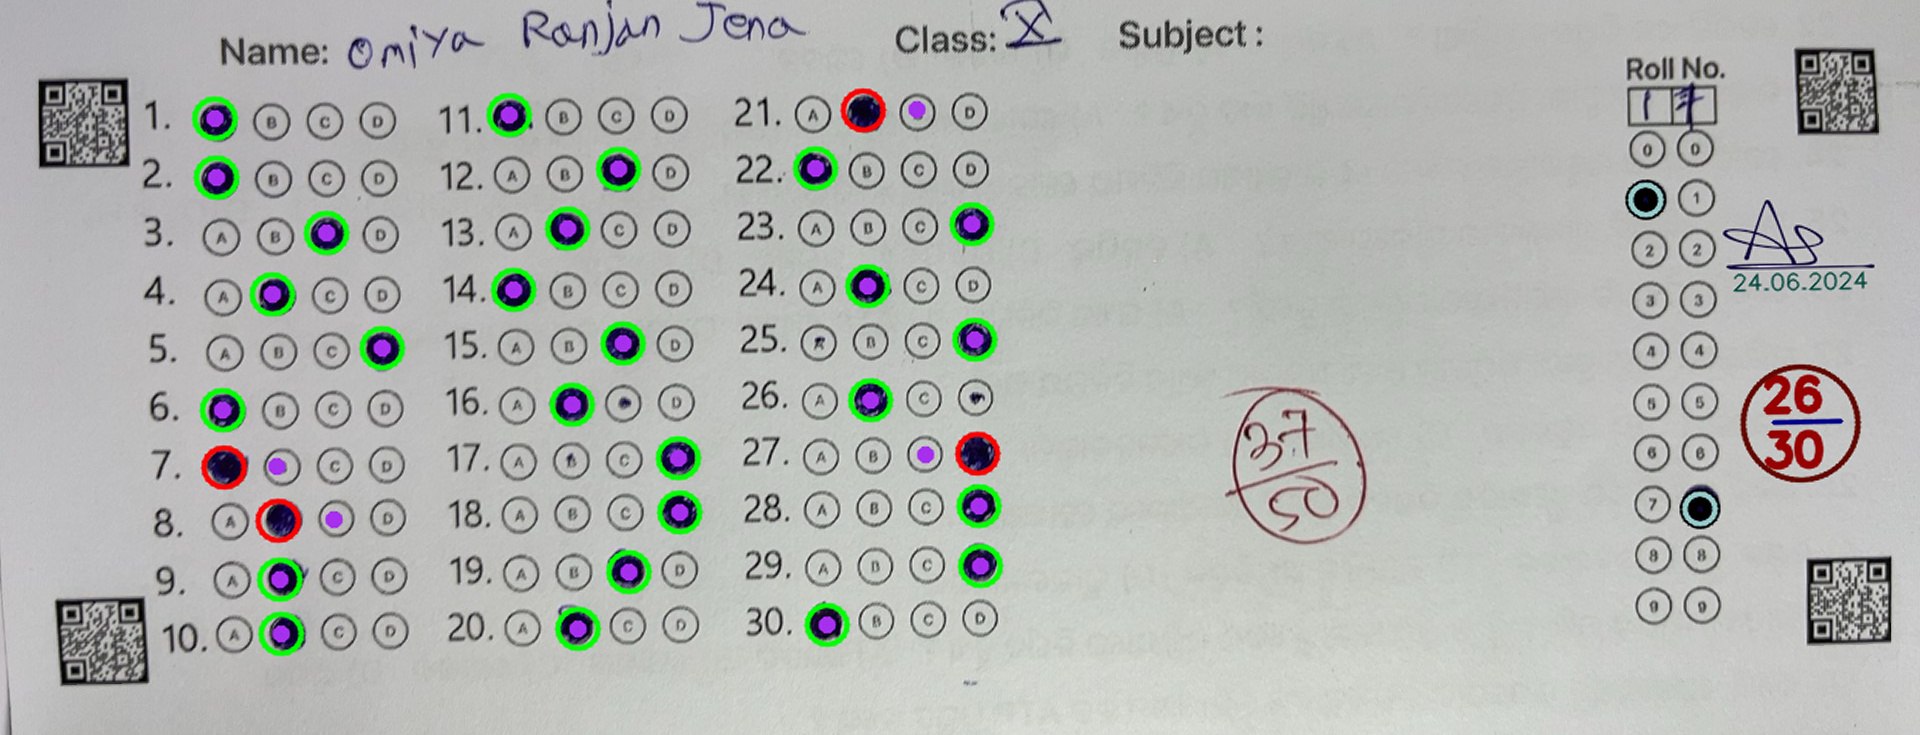 Name: Omiya Ranjan Jena Class: X Subject :
Roll No.
1 7
1. B C D
2. B C D
3. A B D
4. A C D
5. A B C
6. B C D
7. C D
8. A D
9. A C D
10. A C D
11. B C D
12. A B D
13. A C D
14. B C D
15. A B D
16. A D
17. A B C
18. A B C
19. A B D
20. A C D
21. A D
22. B C D
23. A B C
24. A C D
25. A B C
26. A C
27. A B
28. A B C
29. A B C
30. B C D
37
50
0 0
1
2 2
3 3
4 4
5 5
6 6
7
8 8
9 9
As
24.06.2024
26
30